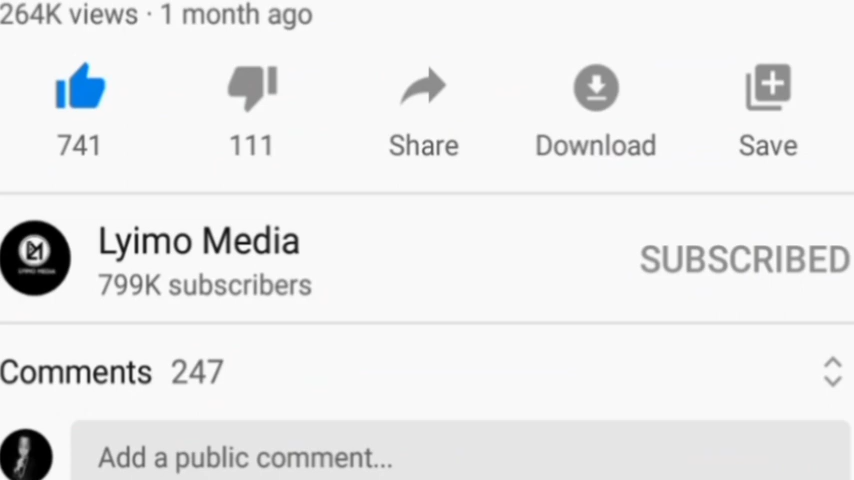 264K views · 1 month ago
741
111
Share
Download
Save
Lyimo Media
799K subscribers
SUBSCRIBED
Comments 247
Add a public comment...